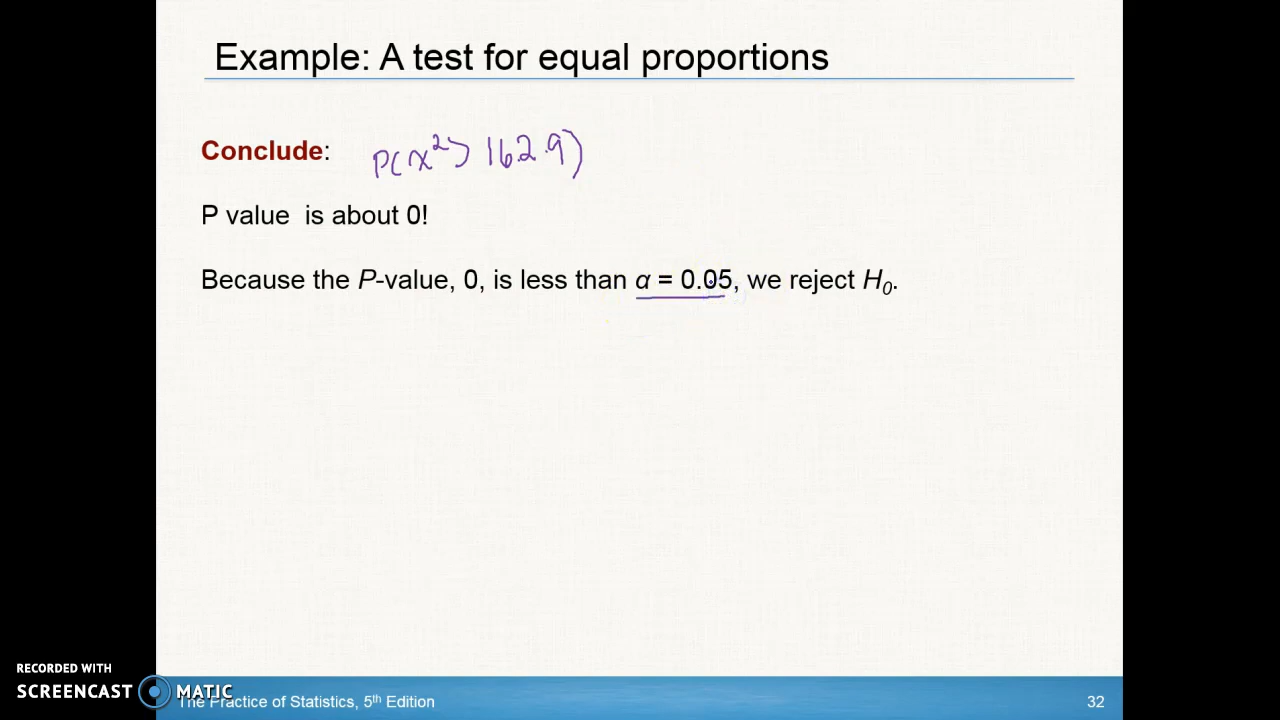 Example: A test for equal proportions
Conclude: P(x² > 162.9)
P value is about 0!
Because the P-value, 0, is less than α = 0.05, we reject H₀.
RECORDED WITH
SCREENCAST MATIC
The Practice of Statistics, 5th Edition
32